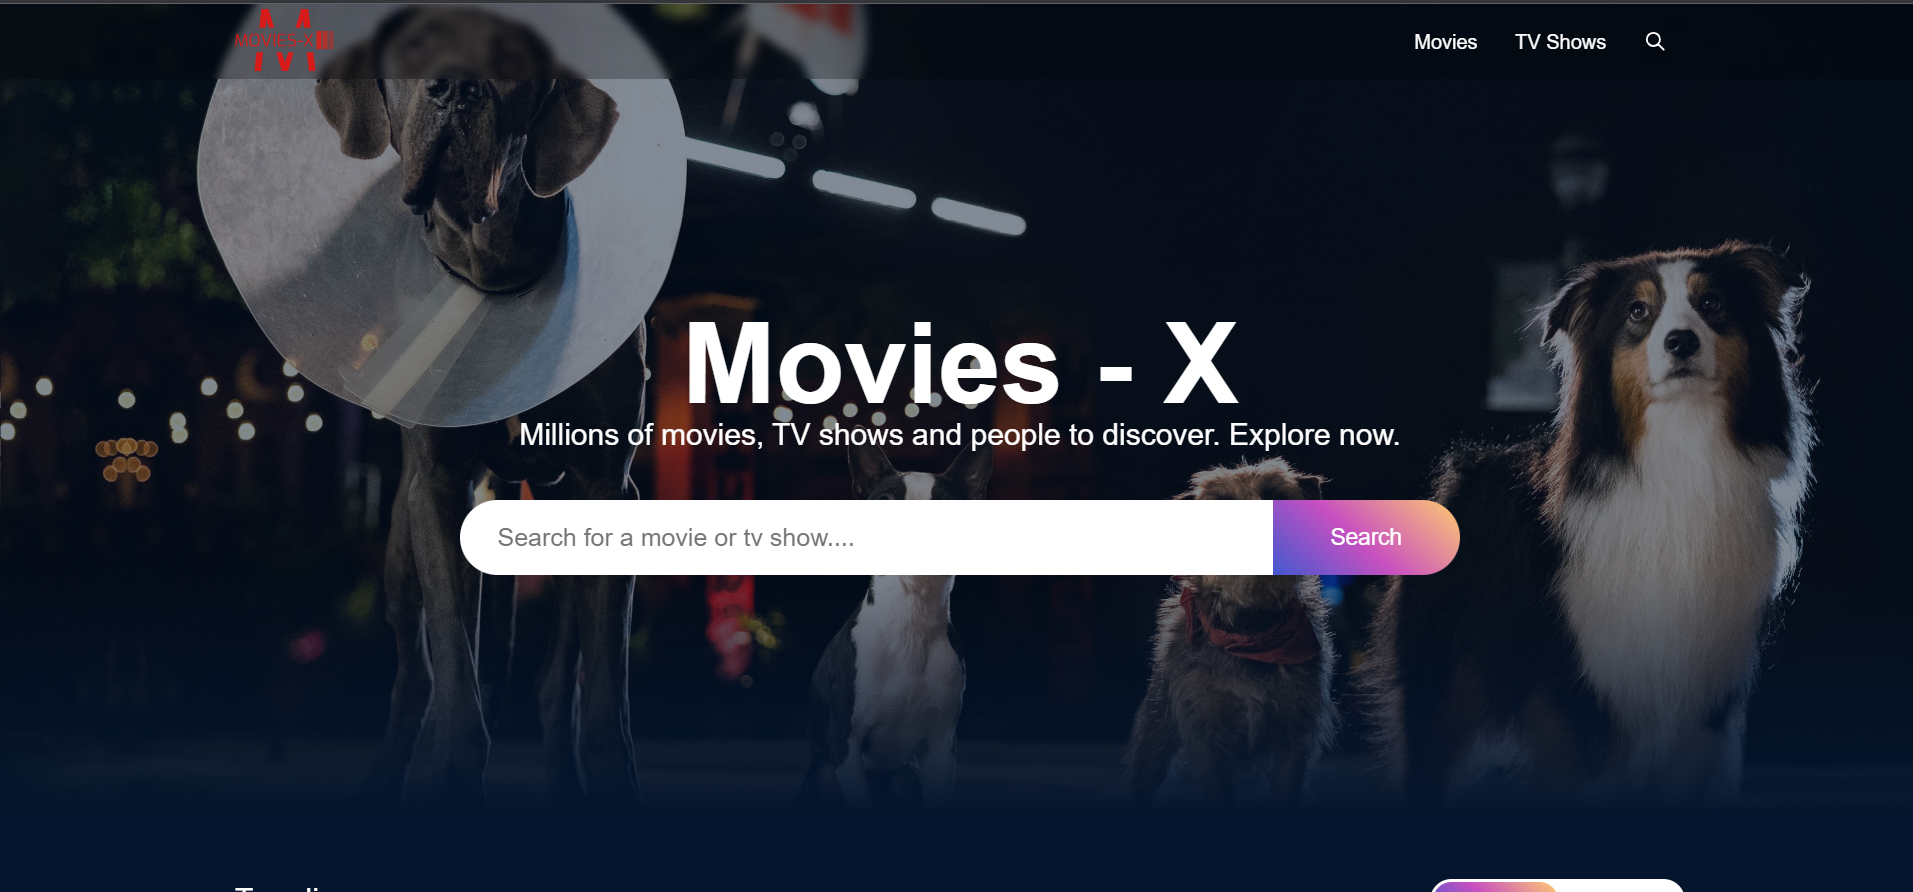 MOVIES-X
Movies
TV Shows
Movies - X
Millions of movies, TV shows and people to discover. Explore now.
Search for a movie or tv show....
Search